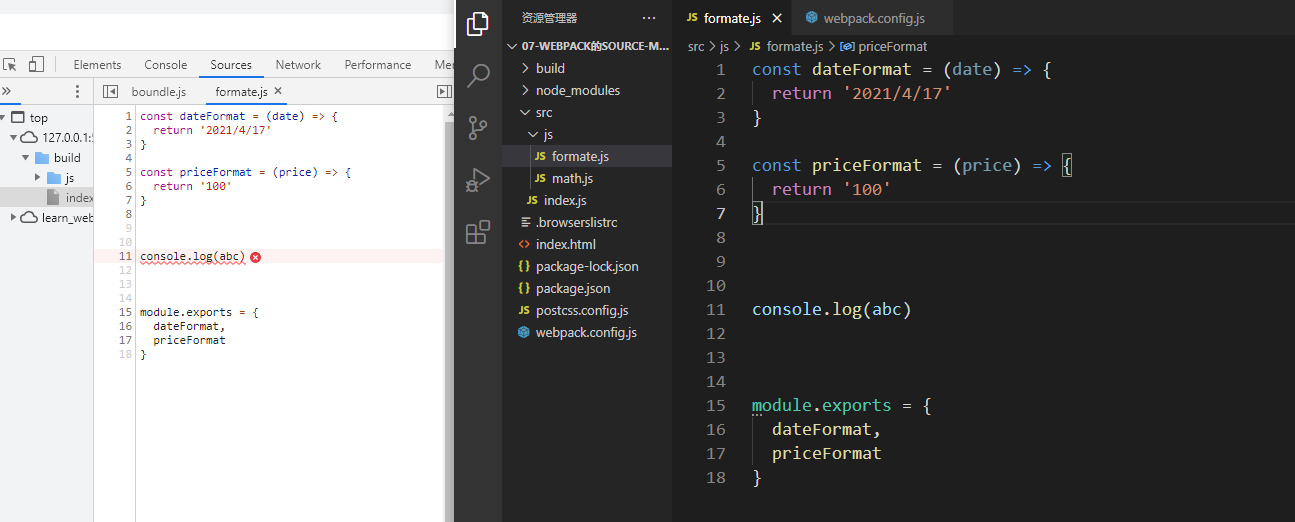 Elements Console Sources Network Performance Mem
boundle.js formate.js
top
127.0.0.1:5
build
js
index
learn_web
1 const dateFormat = (date) => {
2 return '2021/4/17'
3 }
4
5 const priceFormat = (price) => {
6 return '100'
7 }
8
9
10
11 console.log(abc)
12
13
14
15 module.exports = {
16 dateFormat,
17 priceFormat
18 }
资源管理器
07-WEBPACK的SOURCE-M...
build
node_modules
src
js
JS formate.js
JS math.js
JS index.js
.browserslistrc
<> index.html
{} package-lock.json
{} package.json
JS postcss.config.js
webpack.config.js
JS formate.js webpack.config.js
src > js > JS formate.js > priceFormat
1 const dateFormat = (date) => {
2 return '2021/4/17'
3 }
4
5 const priceFormat = (price) => {
6 return '100'
7 }
8
9
10
11 console.log(abc)
12
13
14
15 module.exports = {
16 dateFormat,
17 priceFormat
18 }